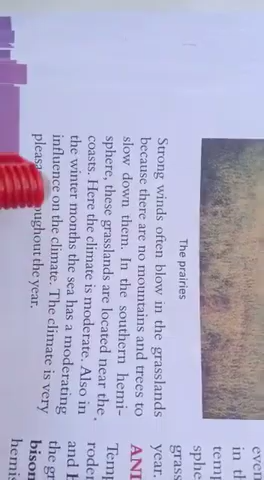 The prairies
Strong winds often blow in the grasslands
because there are no mountains and trees to
slow down them. In the southern hemi-
sphere, these grasslands are located near the
coasts. Here the climate is moderate. Also in
the winter months the sea has a moderating
influence on the climate. The climate is very
the year.
even
in th
temp
sphe
grass
year.
AN
Temp
roden
and
the gr
bison
hemis